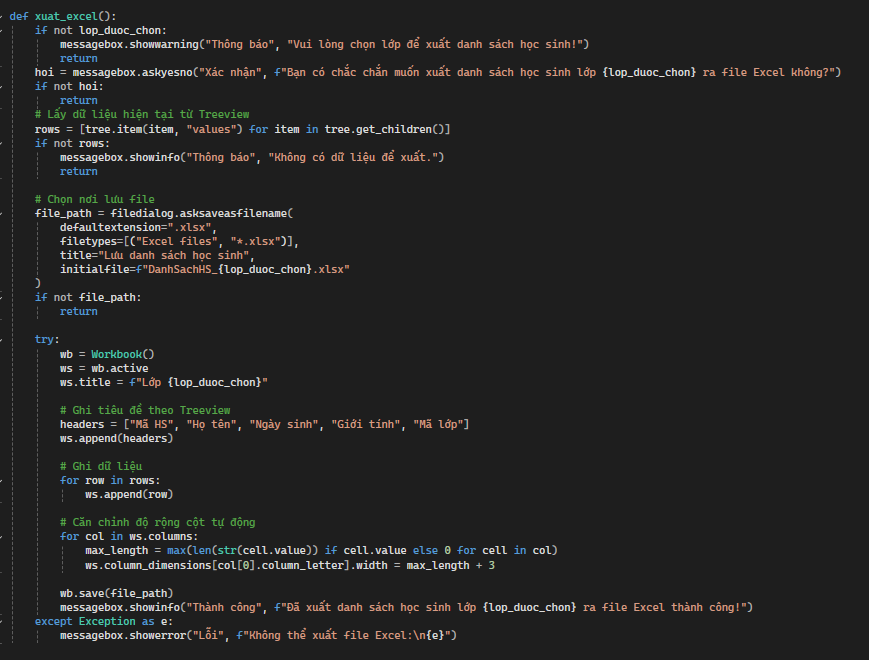 def xuat_excel():
    if not lop_duoc_chon:
        messagebox.showwarning("Thông báo", "Vui lòng chọn lớp để xuất danh sách học sinh!")
        return
    hoi = messagebox.askyesno("Xác nhận", f"Bạn có chắc chắn muốn xuất danh sách học sinh lớp {lop_duoc_chon} ra file Excel không?")
    if not hoi:
        return
    # Lấy dữ liệu hiện tại từ Treeview
    rows = [tree.item(item, "values") for item in tree.get_children()]
    if not rows:
        messagebox.showinfo("Thông báo", "Không có dữ liệu để xuất.")
        return

    # Chọn nơi lưu file
    file_path = filedialog.asksaveasfilename(
        defaultextension=".xlsx",
        filetypes=[("Excel files", "*.xlsx")],
        title="Lưu danh sách học sinh",
        initialfile=f"DanhSachHS_{lop_duoc_chon}.xlsx"
    )
    if not file_path:
        return

    try:
        wb = Workbook()
        ws = wb.active
        ws.title = f"Lớp {lop_duoc_chon}"

        # Ghi tiêu đề theo Treeview
        headers = ["Mã HS", "Họ tên", "Ngày sinh", "Giới tính", "Mã lớp"]
        ws.append(headers)

        # Ghi dữ liệu
        for row in rows:
            ws.append(row)

        # Căn chỉnh độ rộng cột tự động
        for col in ws.columns:
            max_length = max(len(str(cell.value)) if cell.value else 0 for cell in col)
            ws.column_dimensions[col[0].column_letter].width = max_length + 3

        wb.save(file_path)
        messagebox.showinfo("Thành công", f"Đã xuất danh sách học sinh lớp {lop_duoc_chon} ra file Excel thành công!")
    except Exception as e:
        messagebox.showerror("Lỗi", f"Không thể xuất file Excel:\n{e}")